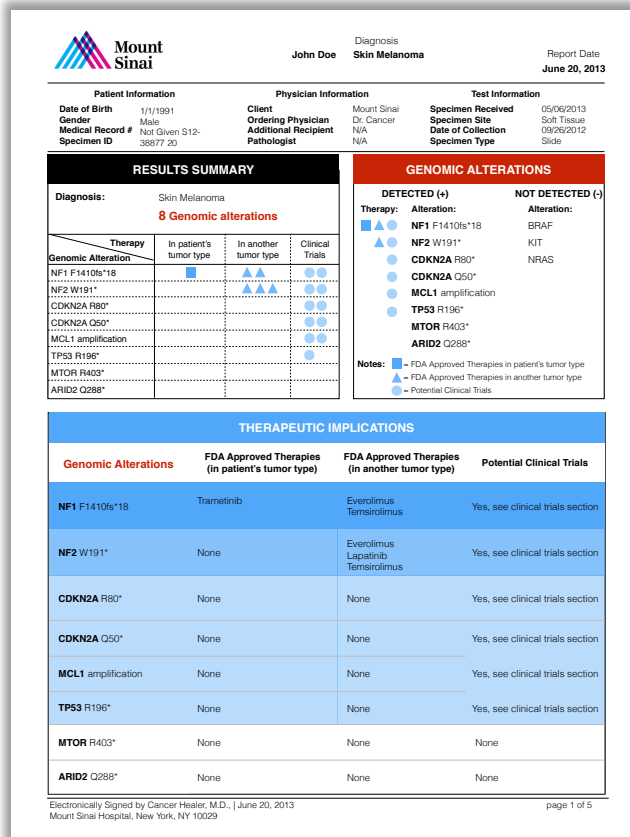 Mount
Sinai
Diagnosis
John Doe Skin Melanoma
Report Date
June 20, 2013
Patient Information
Date of Birth 1/1/1991
Gender Male
Medical Record # Not Given S12-
Specimen ID 38877 20
Physician Information
Client Mount Sinai
Ordering Physician Dr. Cancer
Additional Recipient N/A
Pathologist N/A
Test Information
Specimen Received 05/06/2013
Specimen Site Soft Tissue
Date of Collection 09/26/2012
Specimen Type Slide
RESULTS SUMMARY
Diagnosis: Skin Melanoma
8 Genomic alterations
Therapy
Genomic Alteration
In patient's
tumor type
In another
tumor type
Clinical
Trials
NF1 F1410fs*18
NF2 W191*
CDKN2A R80*
CDKN2A Q50*
MCL1 amplification
TP53 R196*
MTOR R403*
ARID2 Q288*
GENOMIC ALTERATIONS
DETECTED (+) NOT DETECTED (-)
Therapy: Alteration: Alteration:
NF1 F1410fs*18 BRAF
NF2 W191* KIT
CDKN2A R80* NRAS
CDKN2A Q50*
MCL1 amplification
TP53 R196*
MTOR R403*
ARID2 Q288*
Notes: = FDA Approved Therapies in patient's tumor type
= FDA Approved Therapies in another tumor type
= Potential Clinical Trials
THERAPEUTIC IMPLICATIONS
Genomic Alterations
FDA Approved Therapies
(in patient's tumor type)
FDA Approved Therapies
(in another tumor type)
Potential Clinical Trials
NF1 F1410fs*18
Trametinib
Everolimus
Temsirolimus
Yes, see clinical trials section
NF2 W191*
None
Everolimus
Lapatinib
Temsirolimus
Yes, see clinical trials section
CDKN2A R80* None None Yes, see clinical trials section
CDKN2A Q50* None None Yes, see clinical trials section
MCL1 amplification None None Yes, see clinical trials section
TP53 R196* None None Yes, see clinical trials section
MTOR R403* None None None
ARID2 Q288* None None None
Electronically Signed by Cancer Healer, M.D., | June 20, 2013 page 1 of 5
Mount Sinai Hospital, New York, NY 10029